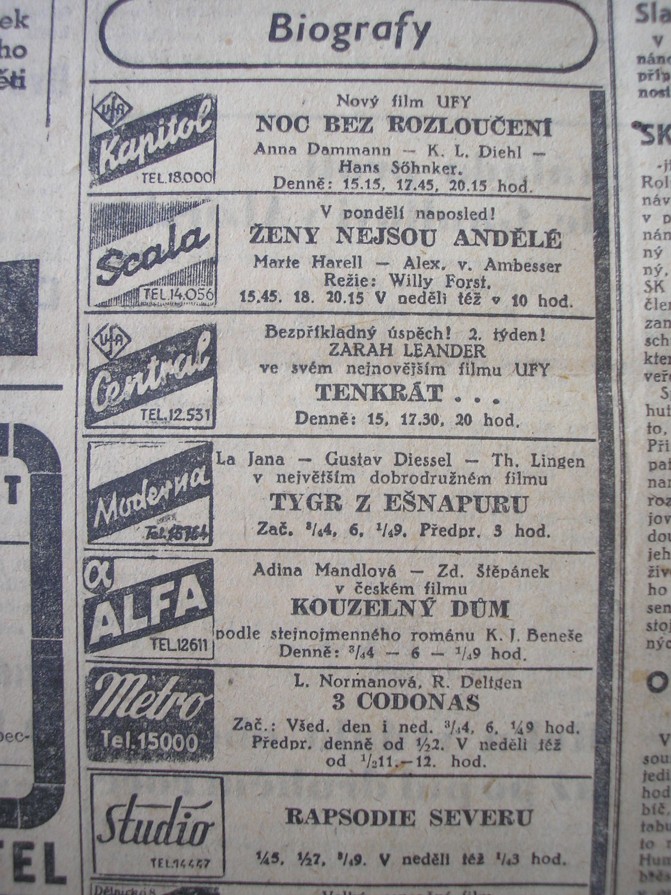 Biografy
Ufa
Kapitol
TEL.18.000
Nový film UFY
NOC BEZ ROZLOUČENÍ
Anna Dammann — K. L. Diehl —
Hans Söhnker.
Denně: 15.15, 17.45, 20.15 hod.
Scala
TEL.14.056
V pondělí naposled!
ŽENY NEJSOU ANDĚLÉ
Marte Harell — Alex. v. Ambesser
Režie: Willy Forst.
15.45, 18. 20.15 V neděli též v 10 hod.
Ufa
Central
TEL.12.531
Bezpříkladný úspěch! 2. týden!
ZARAH LEANDER
ve svém nejnovějším filmu UFY
TENKRÁT . . .
Denně: 15, 17.30, 20 hod.
Moderna
La Jana — Gustav Diessel — Th. Lingen
v největším dobrodružném filmu
TYGR Z EŠNAPURU
Zač. ¾4, 6, ½9. Předpr. 3 hod.
α
ALFA
TEL.12611
Adina Mandlová — Zd. Štěpánek
v českém filmu
KOUZELNÝ DŮM
podle stejnojmenného románu K. J. Beneše
Denně: ¾4 — 6 — ½9 hod.
Metro
Tel.15000
L. Normanová, R. Deltgen
3 CODONAS
Zač.: Všed. den i ned. ¾4, 6, ¼9 hod.
Předpr. denně od ½2. V neděli též
od ½11.—12. hod.
Studio
TEL.14447
RAPSODIE SEVERU
¼5, ½7, ¾9. V neděli též ¼3 hod.